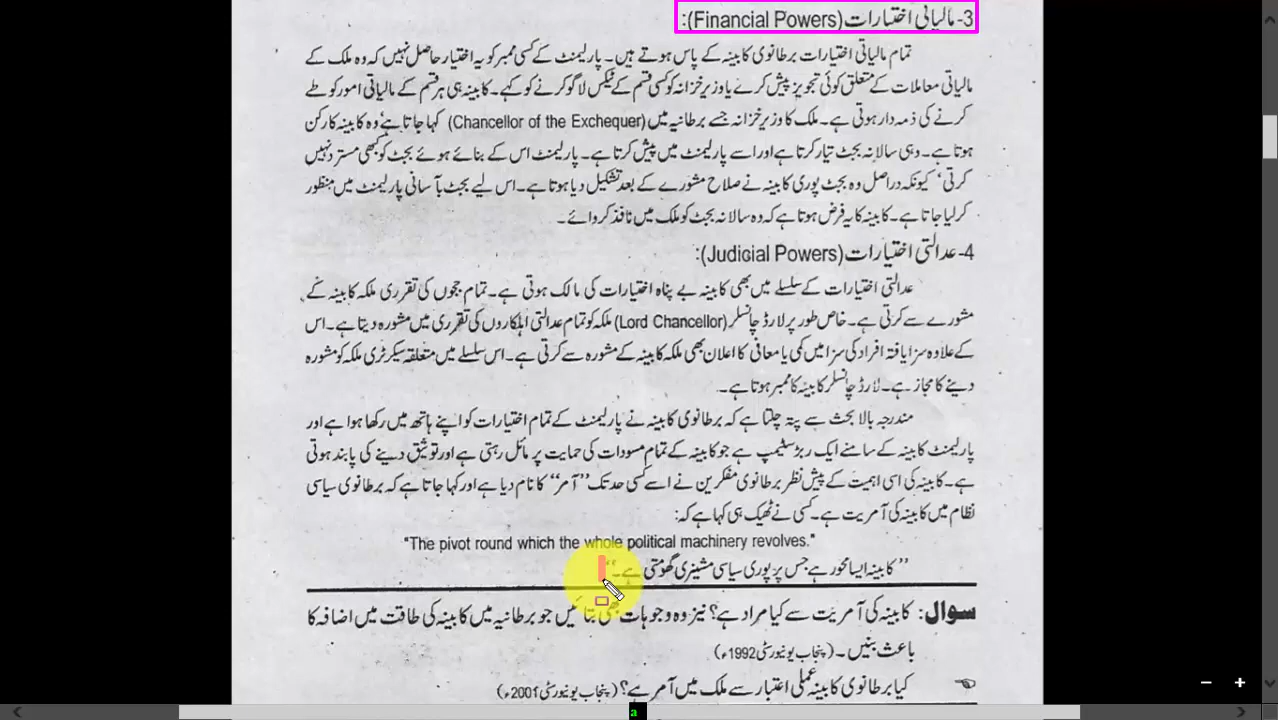 3- مالیاتی اختیارات (Financial Powers):
تمام مالیاتی اختیارات برطانوی کابینہ کے پاس ہوتے ہیں۔ پارلیمنٹ کے کسی ممبر کو یہ اختیار حاصل نہیں کہ وہ ملک کے
مالیاتی معاملات کے متعلق کوئی تجویز پیش کرے یا وزیر خزانہ کو کسی قسم کے ٹیکس لاگو کرنے کو کہے۔ کابینہ ہی ہر قسم کے مالیاتی امور کو طے
کرنے کی ذمہ دار ہوتی ہے۔ ملک کا وزیر خزانہ جسے برطانیہ میں (Chancellor of the Exchequer) کہا جاتا ہے، وہ کابینہ کا رکن
ہوتا ہے۔ وہی سالانہ بجٹ تیار کرتا ہے اور اسے پارلیمنٹ میں پیش کرتا ہے۔ پارلیمنٹ اس کے بنائے ہوئے بجٹ کو کبھی مسترد نہیں
کرتی‘ کیونکہ دراصل وہ بجٹ پوری کابینہ نے صلاح مشورے کے بعد تشکیل دیا ہوتا ہے۔ اس لیے بجٹ بآسانی پارلیمنٹ میں منظور
کر لیا جاتا ہے۔ کابینہ کا یہ فرض ہوتا ہے کہ وہ سالانہ بجٹ کو ملک میں نافذ کروائے۔
4- عدالتی اختیارات (Judicial Powers):
عدالتی اختیارات کے سلسلے میں بھی کابینہ بے پناہ اختیارات کی مالک ہوتی ہے۔ تمام ججوں کی تقرری ملکہ کابینہ کے
مشورے سے کرتی ہے۔ خاص طور پر لارڈ چانسلر (Lord Chancellor) ملکہ کو تمام عدالتی اہلکاروں کی تقرری میں مشورہ دیتا ہے۔ اس
کے علاوہ سزا یافتہ افراد کی سزا میں کمی یا معافی کا اعلان بھی ملکہ کابینہ کے مشورہ سے کرتی ہے۔ اس سلسلے میں متعلقہ سیکرٹری ملکہ کو مشورہ
دینے کا مجاز ہے۔ لارڈ چانسلر کابینہ کا ممبر ہوتا ہے۔
مندرجہ بالا بحث سے پتہ چلتا ہے کہ برطانوی کابینہ نے پارلیمنٹ کے تمام اختیارات کو اپنے ہاتھ میں رکھا ہوا ہے اور
پارلیمنٹ کابینہ کے سامنے ایک ربڑ سٹیمپ ہے جو کابینہ کے تمام مسودات کی حمایت پر مائل رہتی ہے اور توثیق دینے کی پابند ہوتی
ہے۔ کابینہ کی اسی اہمیت کے پیش نظر برطانوی مفکرین نے اسے کسی حد تک ”آمر“ کا نام دیا ہے اور کہا جاتا ہے کہ برطانوی سیاسی
نظام میں کابینہ کی آمریت ہے۔ کسی نے ٹھیک ہی کہا ہے کہ:
"The pivot round which the whole political machinery revolves."
”کابینہ ایسا محور ہے جس پر پوری سیاسی مشینری گھومتی ہے۔“
سوال: کابینہ کی آمریت سے کیا مراد ہے؟ نیز وہ وجوہات بھی بتائیں جو برطانیہ میں کابینہ کی طاقت میں اضافہ کا
باعث بنیں۔ (پنجاب یونیورسٹی 1992ء)
کیا برطانوی کابینہ عملی اعتبار سے ملک میں آمر ہے؟ (پنجاب یونیورسٹی 2001ء)
a